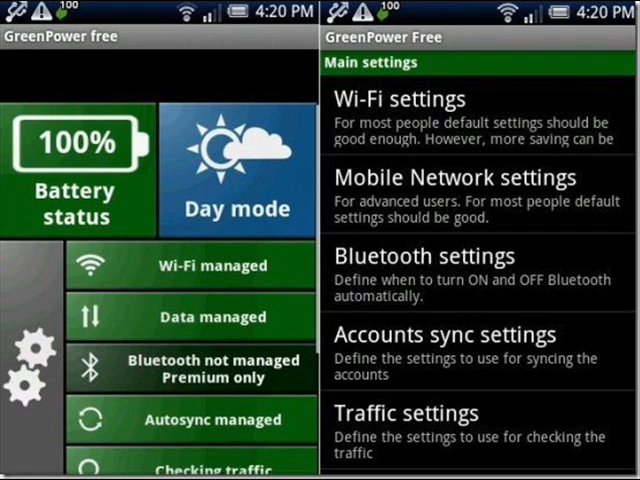 100
4:20 PM
GreenPower free
100%
Battery
status
Day mode
Wi-Fi managed
Data managed
Bluetooth not managed
Premium only
Autosync managed
Checking traffic
100
4:20 PM
GreenPower Free
Main settings
Wi-Fi settings
For most people default settings should be
good enough. However, more saving can be
Mobile Network settings
For advanced users. For most people default
settings should be good.
Bluetooth settings
Define when to turn ON and OFF Bluetooth
automatically.
Accounts sync settings
Define the settings to use for syncing the
accounts
Traffic settings
Define the settings to use for checking the
traffic